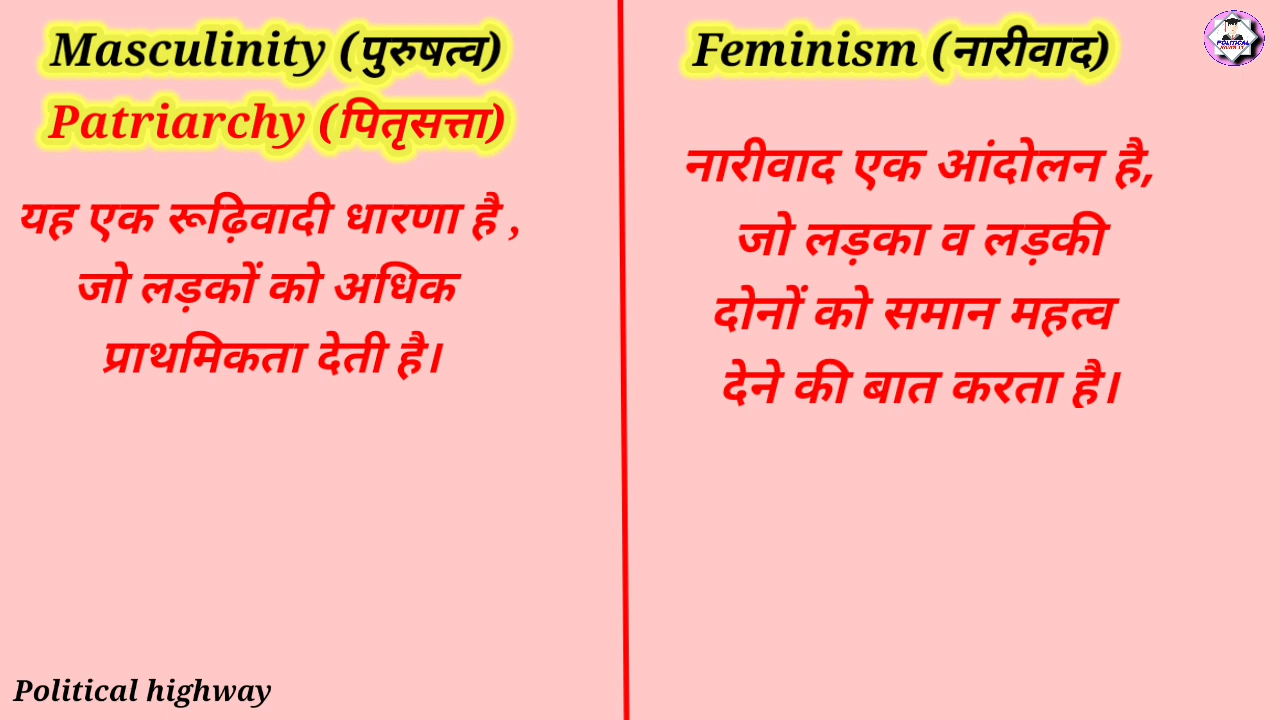 Masculinity (पुरुषत्व)
Patriarchy (पितृसत्ता)
यह एक रूढ़िवादी धारणा है ,
जो लड़कों को अधिक
प्राथमिकता देती है।
Feminism (नारीवाद)
नारीवाद एक आंदोलन है,
जो लड़का व लड़की
दोनों को समान महत्व
देने की बात करता है।
POLITICAL
Political highway